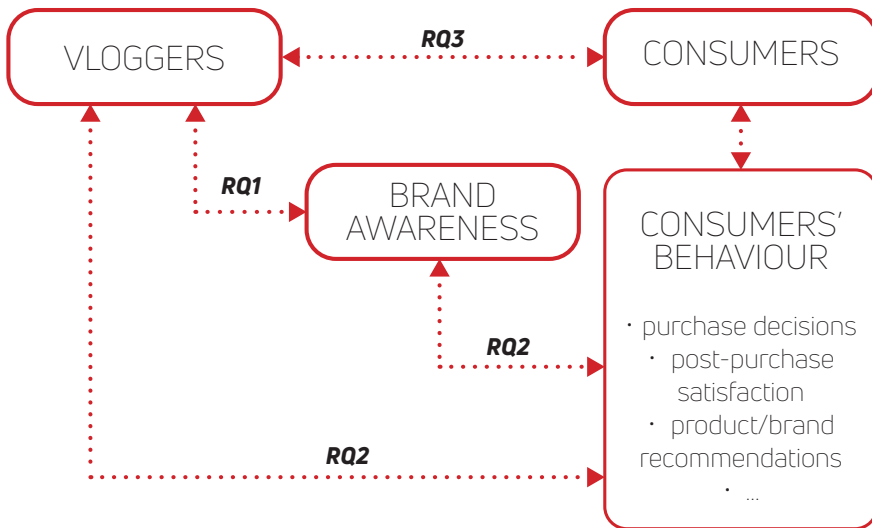 VLOGGERS
RQ3
CONSUMERS
RQ1
BRAND
AWARENESS
CONSUMERS'
BEHAVIOUR
· purchase decisions
· post-purchase
satisfaction
· product/brand
recommendations
· ...
RQ2
RQ2